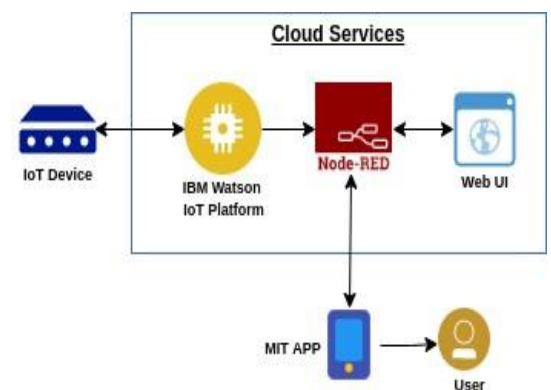 Cloud Services
IoT Device
IBM Watson
IoT Platform
Node-RED
Web UI
MIT APP
User